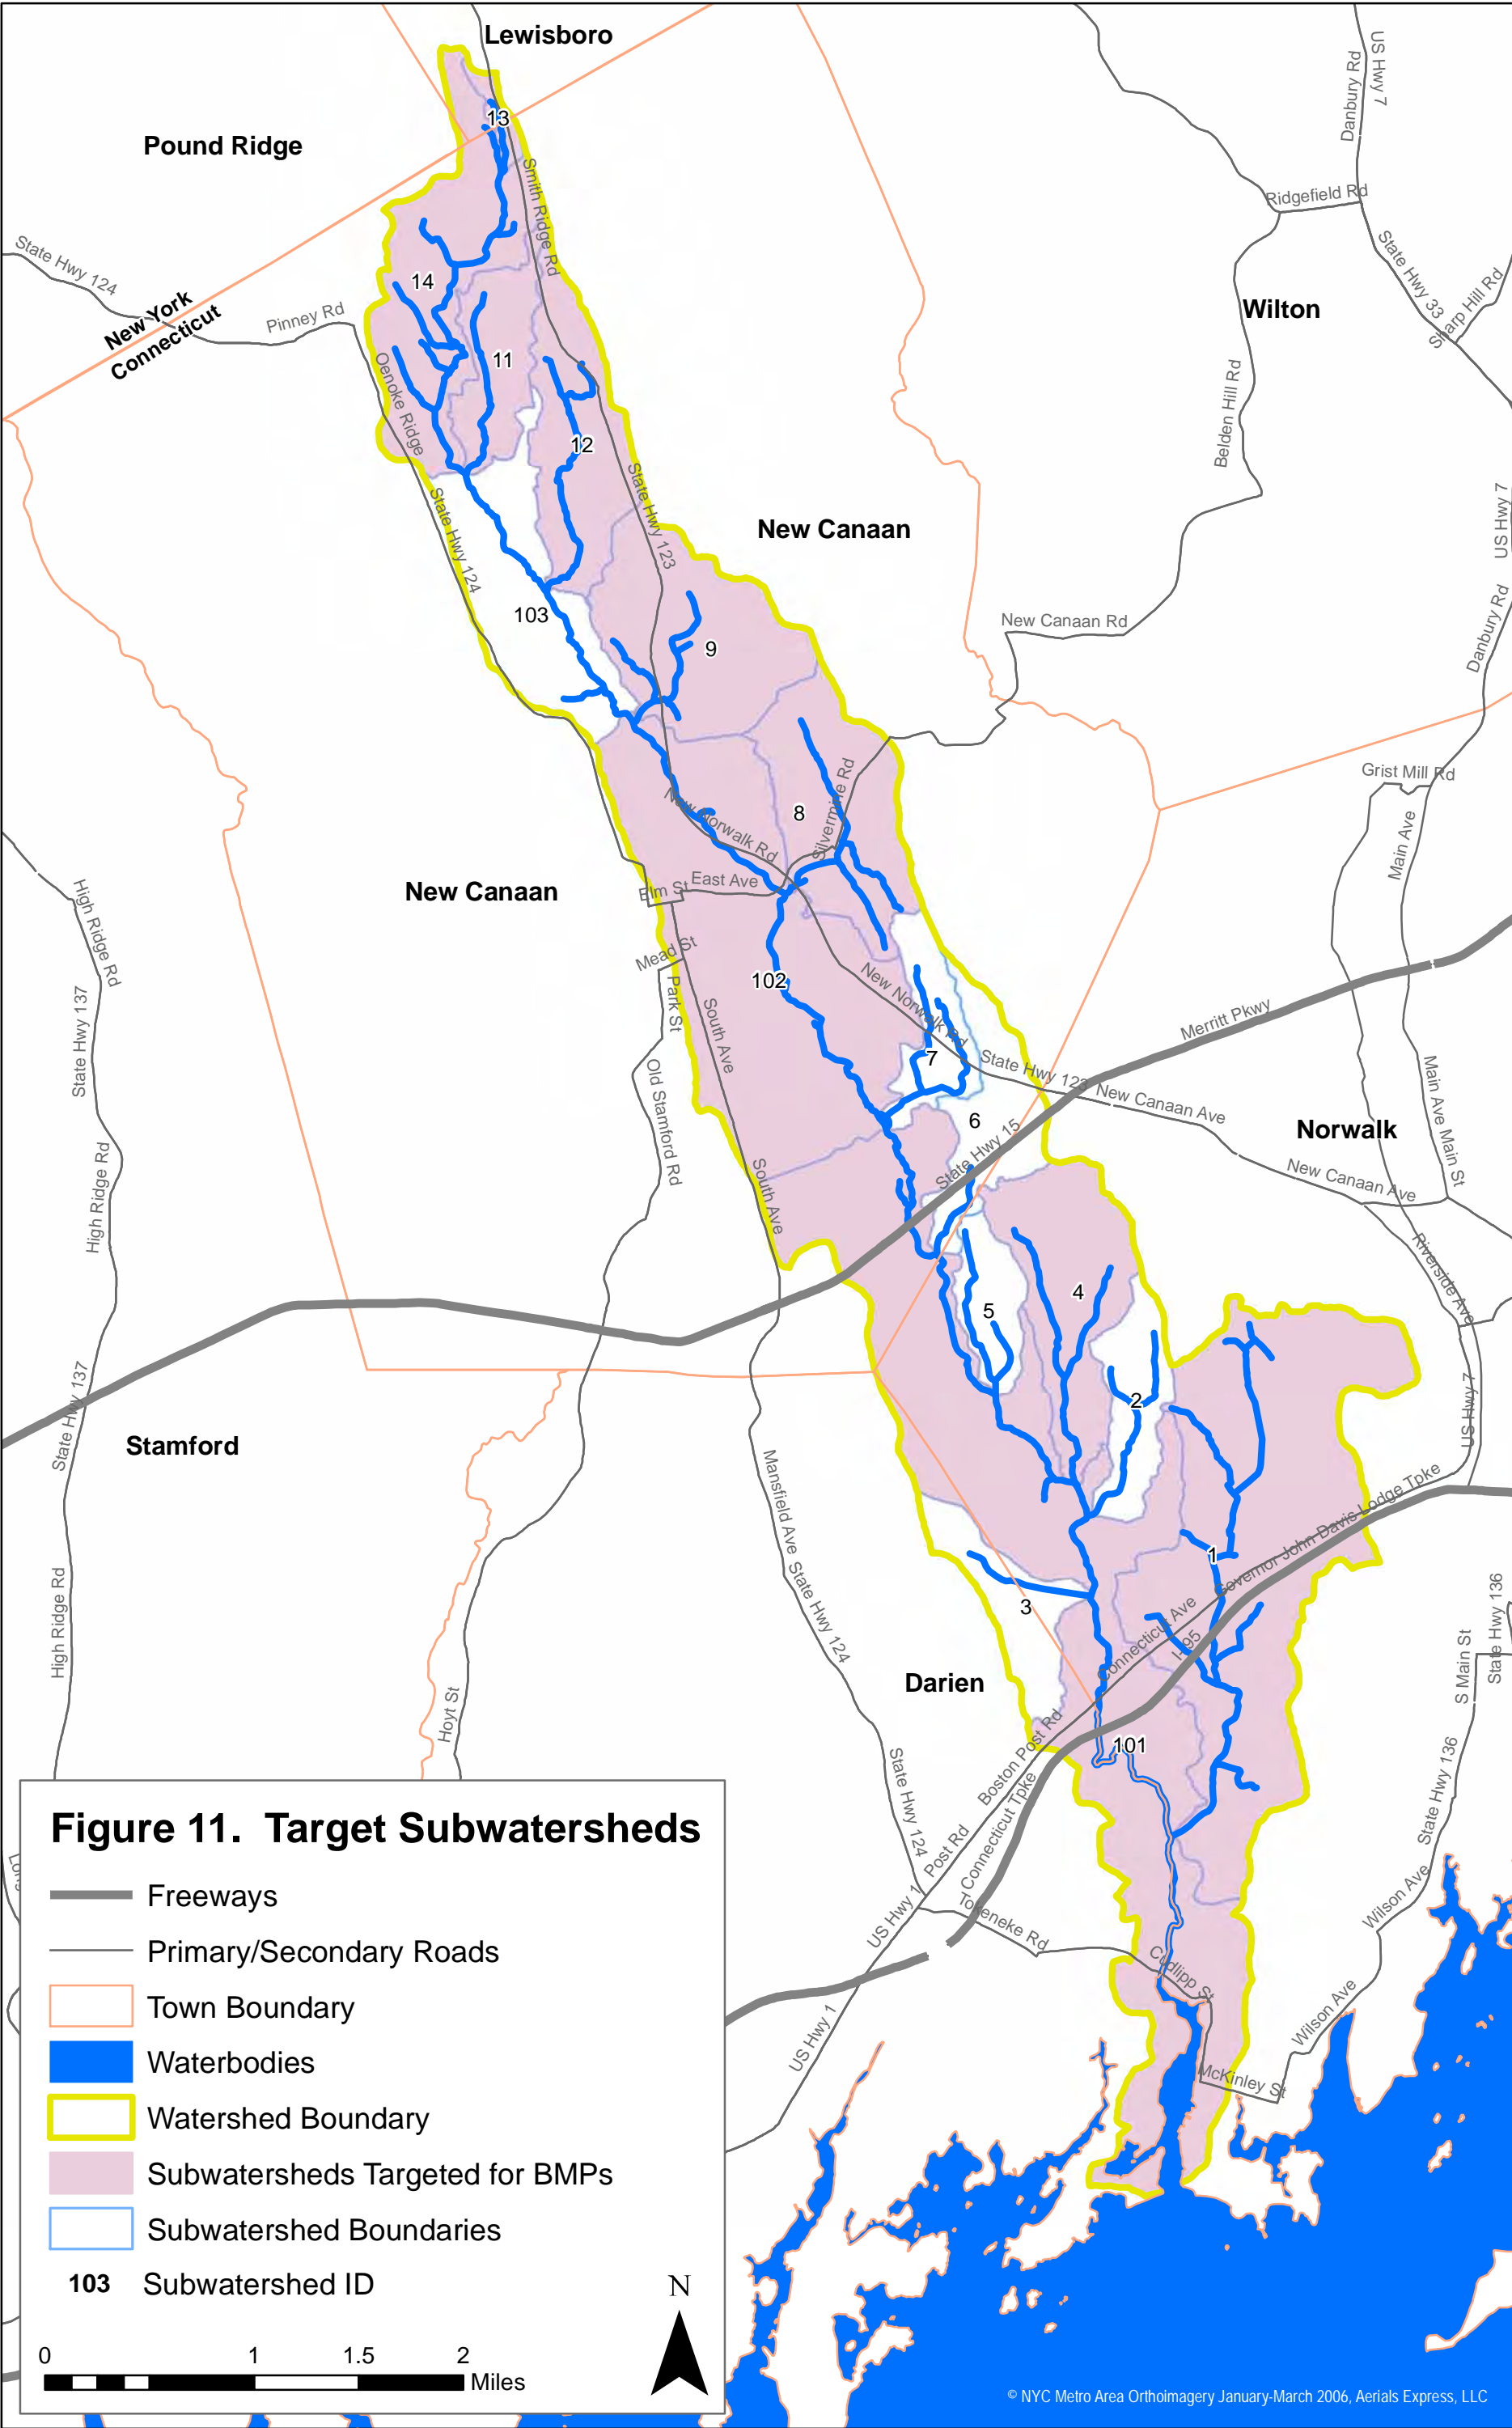 Lewisboro
Pound Ridge
13
Smith Ridge Rd
Danbury Rd
US Hwy 7
Ridgefield Rd
State Hwy 33
Sharp Hill Rd
State Hwy 124
New York
Connecticut
Pinney Rd
14
11
Oenoke Ridge
12
Wilton
Belden Hill Rd
State Hwy 123
State Hwy 124
New Canaan
US Hwy 7
103
9
New Canaan Rd
Danbury Rd
8
Silvermine Rd
New Norwalk Rd
Grist Mill Rd
Main Ave
New Canaan
Elm St
East Ave
High Ridge Rd
Mead St
Park St
102
New Norwalk Rd
State Hwy 137
South Ave
7
State Hwy 123
Merritt Pkwy
New Canaan Ave
Old Stamford Rd
6
State Hwy 15
Norwalk
Main Ave
Main St
High Ridge Rd
South Ave
New Canaan Ave
Riverside Ave
5
4
2
State Hwy 137
US Hwy 7
Stamford
Mansfield Ave
State Hwy 124
Governor John Davis Lodge Tpke
1
3
High Ridge Rd
Connecticut Ave
I-95
Darien
S Main St
State Hwy 136
Hoyt St
Boston Post Rd
101
State Hwy 124
Connecticut Tpke
Post Rd
US Hwy 1
State Hwy 136
Wilson Ave
Tokeneke Rd
Cudlipp St
US Hwy 1
Wilson Ave
McKinley St
Figure 11. Target Subwatersheds
Freeways
Primary/Secondary Roads
Town Boundary
Waterbodies
Watershed Boundary
Subwatersheds Targeted for BMPs
Subwatershed Boundaries
103 Subwatershed ID
N
0 1 1.5 2
Miles
© NYC Metro Area Orthoimagery January-March 2006, Aerials Express, LLC